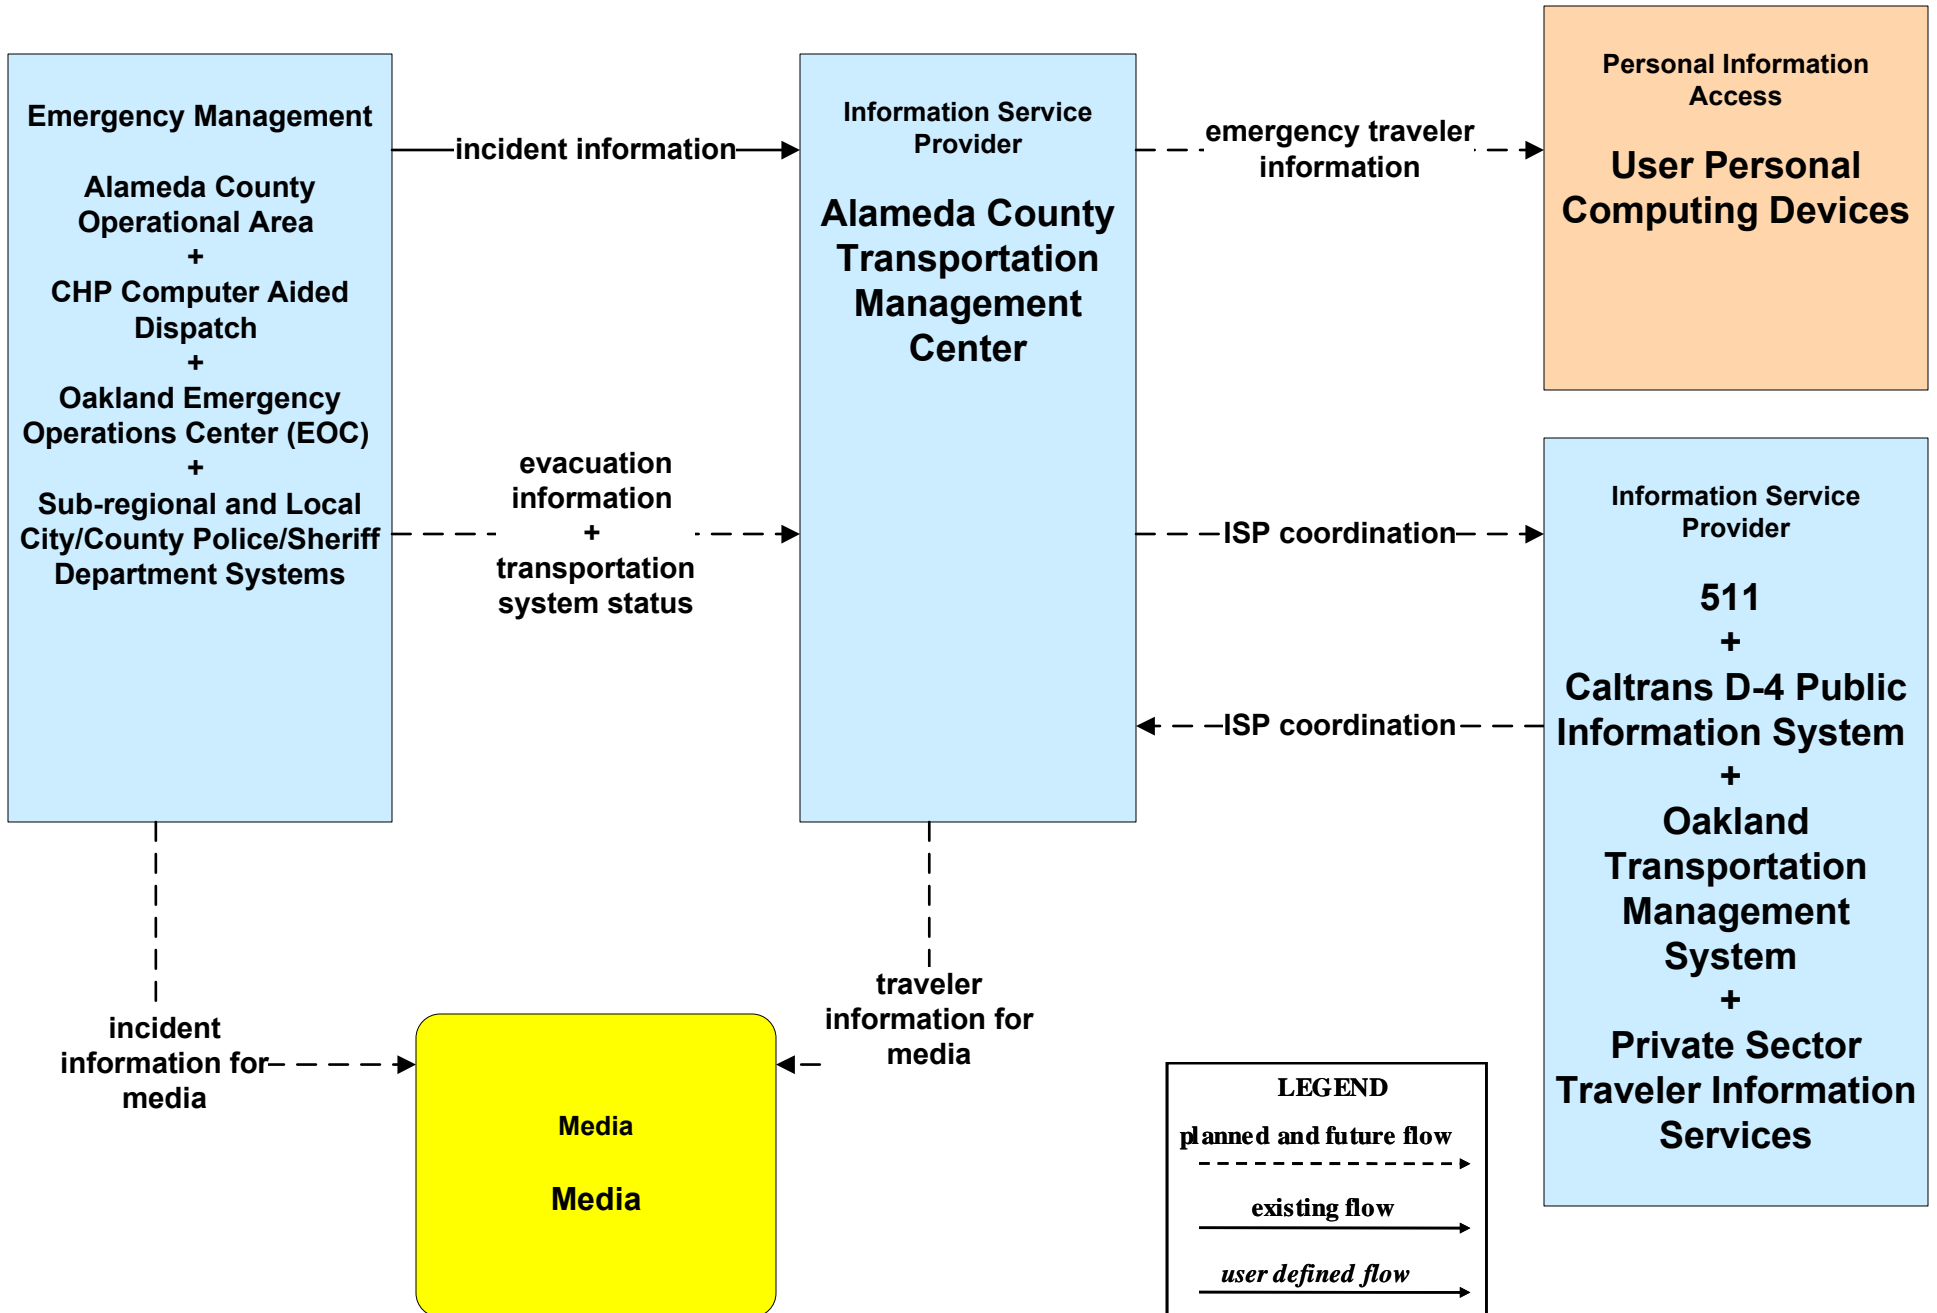 Emergency Management
Alameda County
Operational Area
+
CHP Computer Aided
Dispatch
+
Oakland Emergency
Operations Center (EOC)
+
Sub-regional and Local
City/County Police/Sheriff
Department Systems
incident information
evacuation
information
+
transportation
system status
Information Service
Provider
Alameda County
Transportation
Management
Center
emergency traveler
information
Personal Information
Access
User Personal
Computing Devices
ISP coordination
ISP coordination
Information Service
Provider
511
+
Caltrans D-4 Public
Information System
+
Oakland
Transportation
Management
System
+
Private Sector
Traveler Information
Services
incident
information for
media
traveler
information for
media
Media
Media
LEGEND
planned and future flow
existing flow
user defined flow